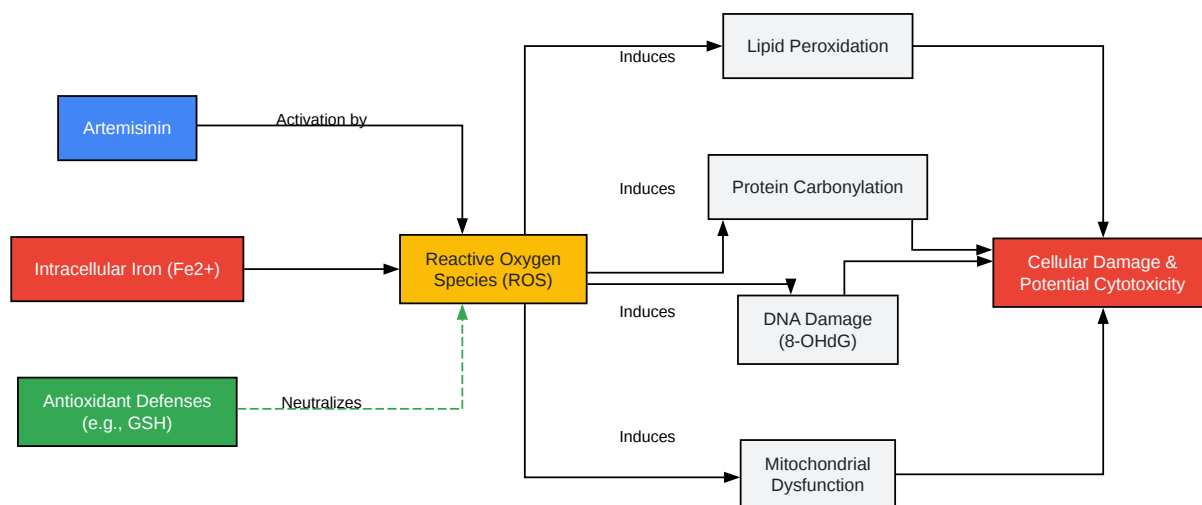 Lipid Peroxidation
Induces
Artemisinin
Activation by
Protein Carbonylation
Induces
Intracellular Iron (Fe2+)
Reactive Oxygen
Species (ROS)
Cellular Damage &
Potential Cytotoxicity
Induces
DNA Damage
(8-OHdG)
Antioxidant Defenses
(e.g., GSH)
Neutralizes
Induces
Mitochondrial
Dysfunction